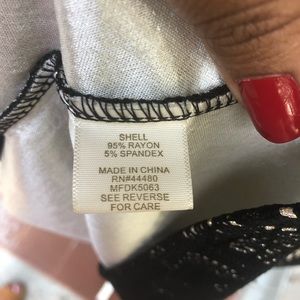 SHELL
95% RAYON
5% SPANDEX
MADE IN CHINA
RN#44480
MFDK5063
SEE REVERSE
FOR CARE